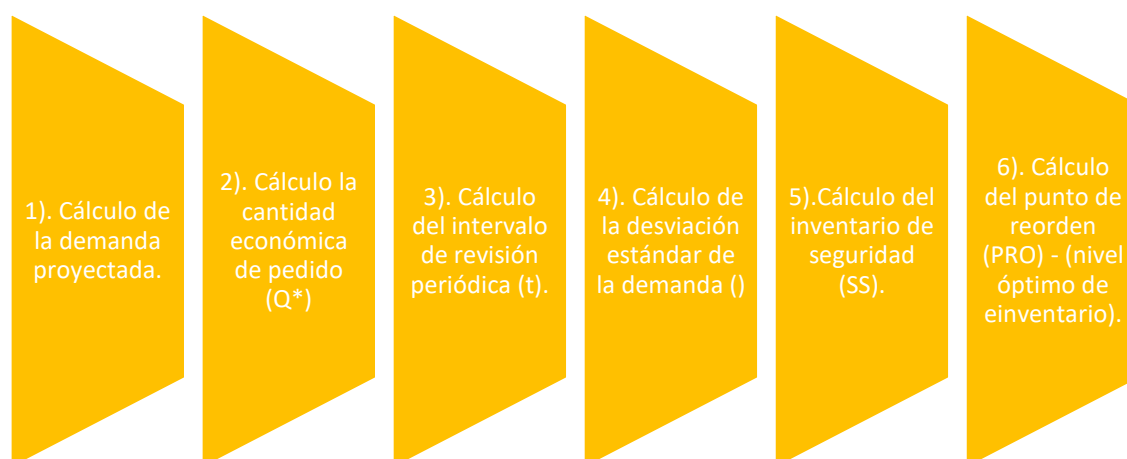 1). Cálculo de
la demanda
proyectada.
2). Cálculo la
cantidad
económica
de pedido
(Q*)
3). Cálculo
del intervalo
de revisión
periódica (t).
4). Cálculo de
la desviación
estándar de
la demanda ()
5).Cálculo del
inventario de
seguridad
(SS).
6). Cálculo
del punto de
reorden
(PRO) - (nivel
óptimo de
einventario).